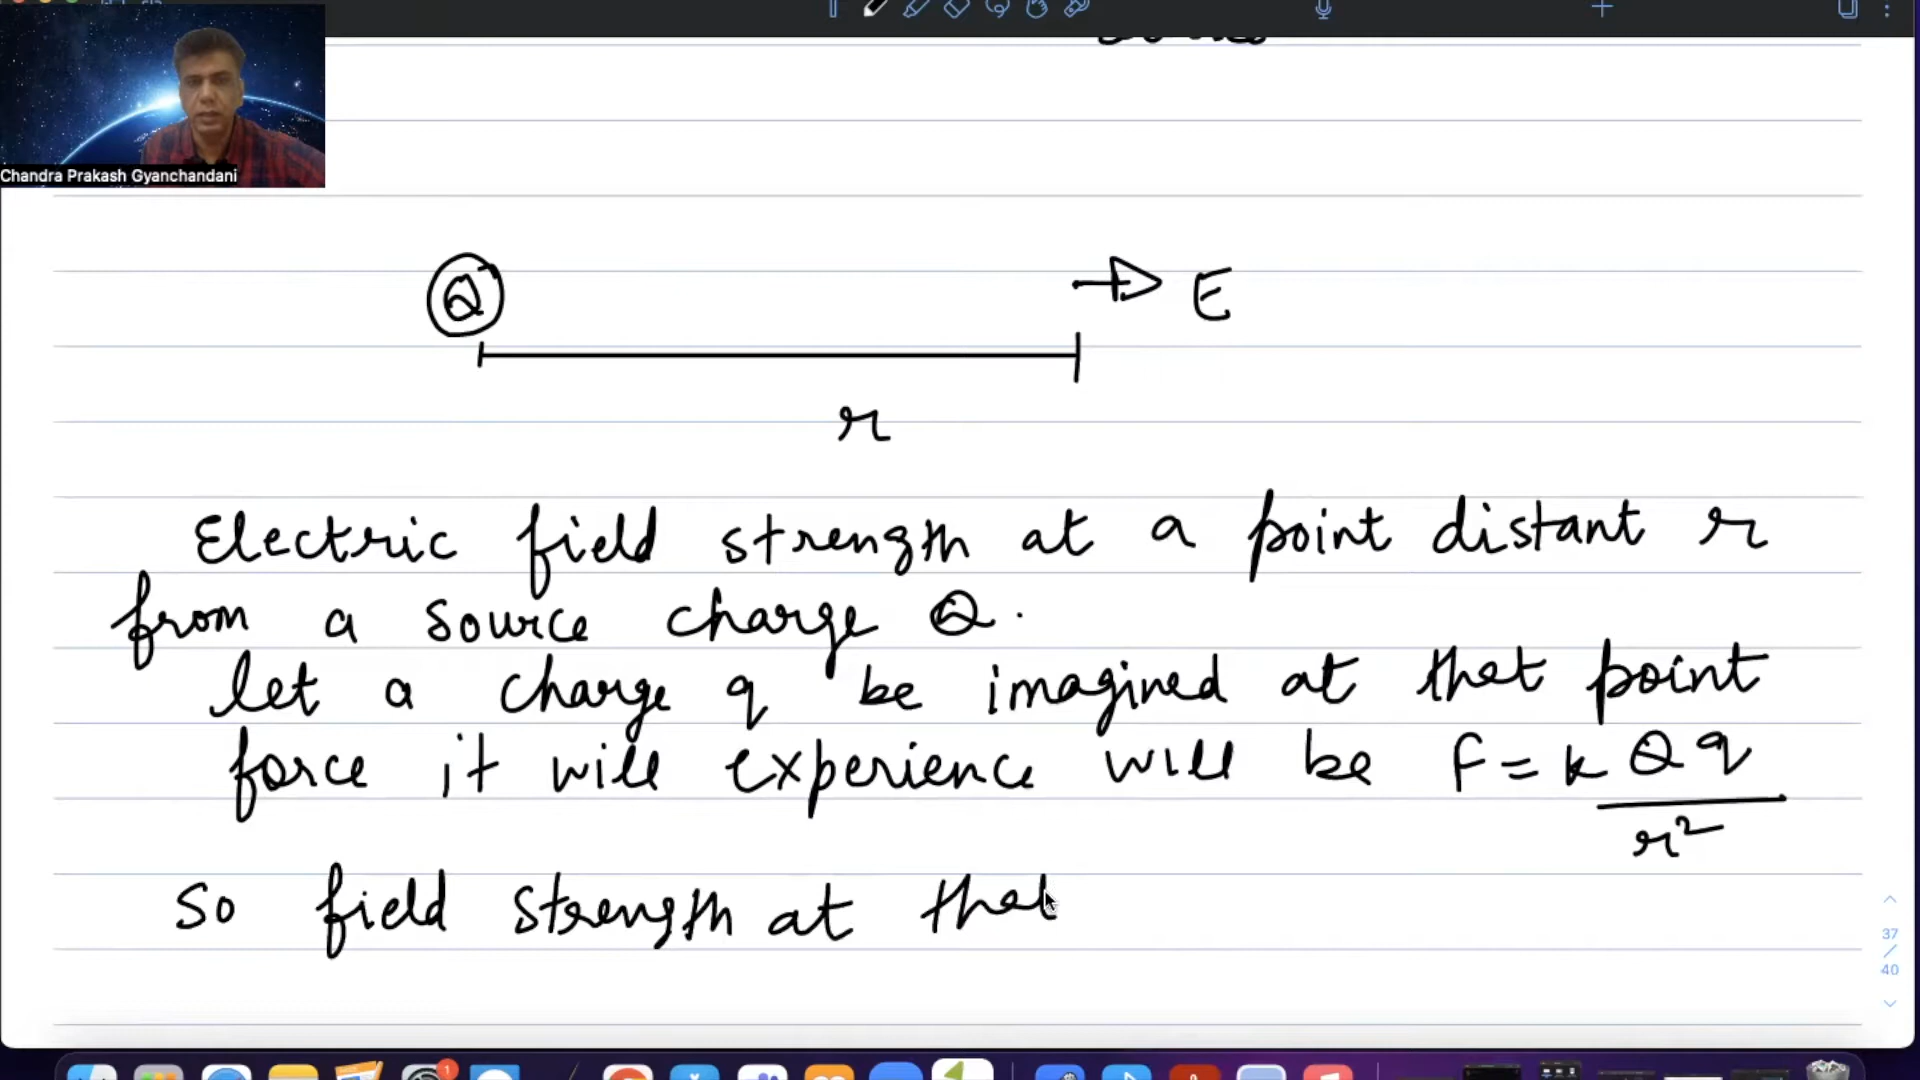 Chandra Prakash Gyanchandani
Q
E
r
Electric field strength at a point distant r
from a source charge Q.
let a charge q be imagined at that point
force it will experience will be F = k Qq
r²
So field strength at that
37
/
40
1